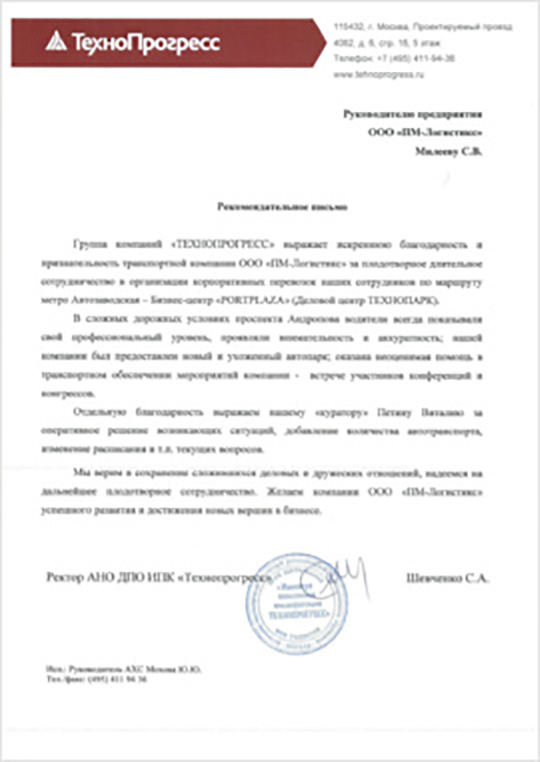 ТехноПрогресс
115432, г. Москва, Проектируемый проезд
4062, д. 6, стр. 16, 5 этаж
Телефон: +7 (495) 411-94-36
www.tehnoprogress.ru
Руководителю предприятия
ООО «ПМ-Логистикс»
Милееву С.В.
Рекомендательное письмо
Группа компаний «ТЕХНОПРОГРЕСС» выражает искреннюю благодарность и
признательность транспортной компании ООО «ПМ-Логистикс» за плодотворное длительное
сотрудничество в организации корпоративных перевозок наших сотрудников по маршруту
метро Автозаводская – Бизнес-центр «PORTPLAZA» (Деловой центр ТЕХНОПАРК).
В сложных дорожных условиях проспекта Андропова водители всегда показывали
свой профессиональный уровень, проявляли внимательность и аккуратность; нашей
компании был предоставлен новый и ухоженный автопарк; оказана неоценимая помощь в
транспортном обеспечении мероприятий компании - встрече участников конференций и
конгрессов.
Отдельную благодарность выражаем нашему «куратору» Петину Виталию за
оперативное решение возникающих ситуаций, добавление количества автотранспорта,
изменение расписания и т.п. текущих вопросов.
Мы верим в сохранение сложившихся деловых и дружеских отношений, надеемся на
дальнейшее плодотворное сотрудничество. Желаем компании ООО «ПМ-Логистикс»
успешного развития и достижения новых вершин в бизнесе.
Ректор АНО ДПО ИПК «Технопрогресс» Шевченко С.А.
ТЕХНОПРОГРЕСС»
Исп.: Руководитель АХС Мохова Ю.Ю.
Тел./факс: (495) 411 94 36